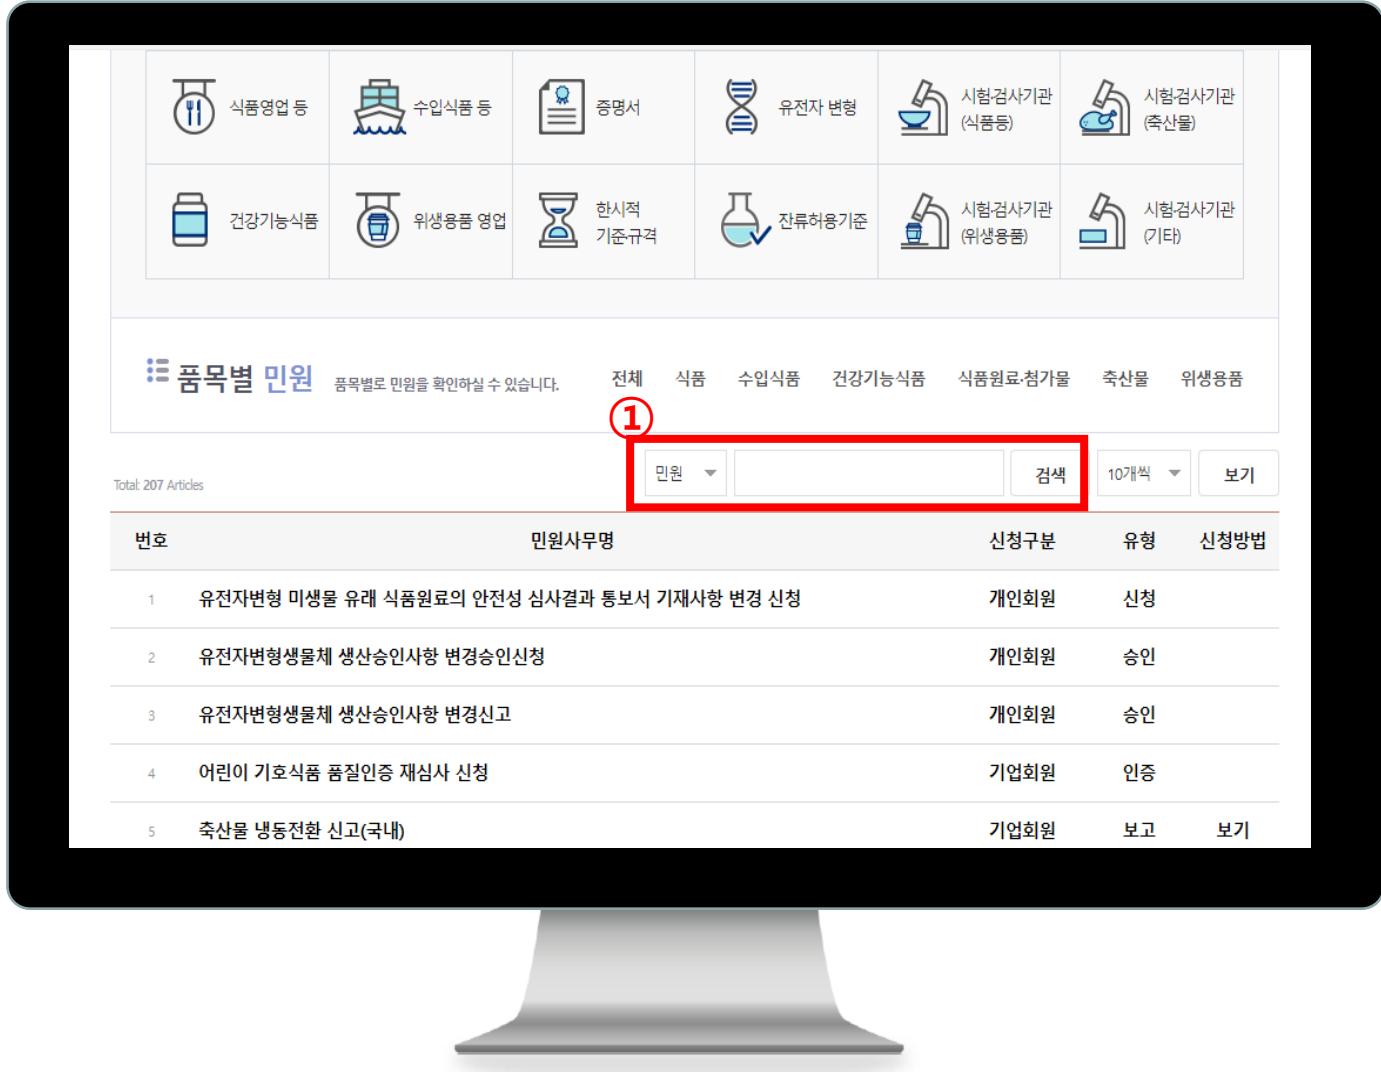 식품영업 등
수입식품 등
증명서
유전자 변형
시험·검사기관
(식품등)
시험·검사기관
(축산물)
건강기능식품
위생용품 영업
한시적
기준·규격
잔류허용기준
시험·검사기관
(위생용품)
시험·검사기관
(기타)
품목별 민원 품목별로 민원을 확인하실 수 있습니다. 전체 식품 수입식품 건강기능식품 식품원료·첨가물 축산물 위생용품
①
Total: 207 Articles 민원 검색 10개씩 보기
번호 민원사무명 신청구분 유형 신청방법
1 유전자변형 미생물 유래 식품원료의 안전성 심사결과 통보서 기재사항 변경 신청 개인회원 신청
2 유전자변형생물체 생산승인사항 변경승인신청 개인회원 승인
3 유전자변형생물체 생산승인사항 변경신고 개인회원 승인
4 어린이 기호식품 품질인증 재심사 신청 기업회원 인증
5 축산물 냉동전환 신고(국내) 기업회원 보고 보기